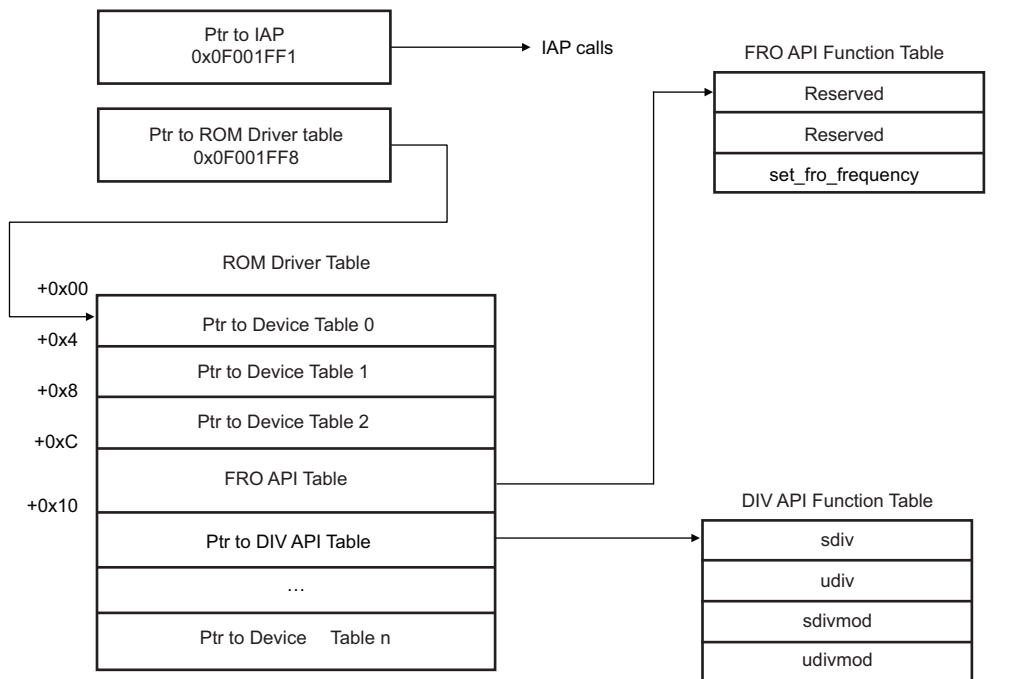 Ptr to IAP
0x0F001FF1
IAP calls
Ptr to ROM Driver table
0x0F001FF8
FRO API Function Table
Reserved
Reserved
set_fro_frequency
ROM Driver Table
+0x00
Ptr to Device Table 0
+0x4
Ptr to Device Table 1
+0x8
Ptr to Device Table 2
+0xC
FRO API Table
+0x10
Ptr to DIV API Table
…
Ptr to Device Table n
DIV API Function Table
sdiv
udiv
sdivmod
udivmod